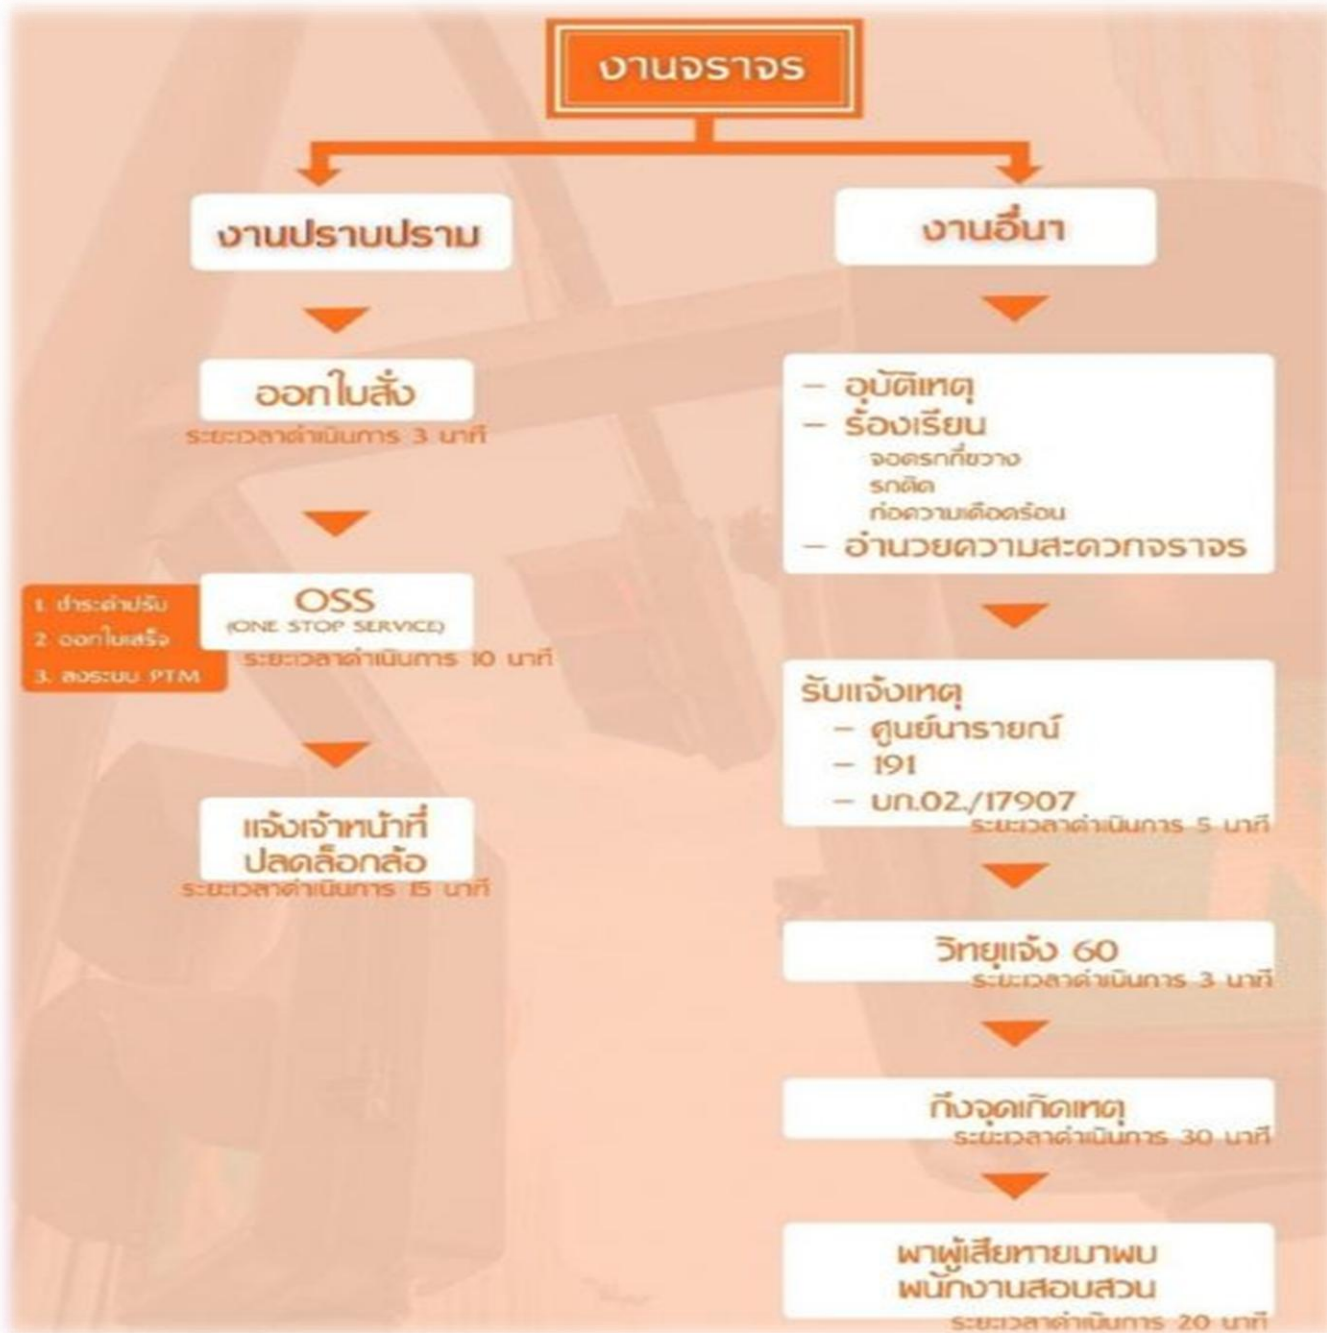 งานจราจร
งานปราบปราม
ออกใบสั่ง
ระยะเวลาดำเนินการ 3 นาที
1. ชำระค่าปรับ
2 ออกใบเสร็จ
3. ลงระบบ PTM
OSS
(ONE STOP SERVICE)
ระยะเวลาดำเนินการ 10 นาที
แจ้งเจ้าหน้าที่
ปลดล็อกล้อ
ระยะเวลาดำเนินการ 15 นาที
งานอื่นๆ
- อุบัติเหตุ
- ร้องเรียน
จอดรถกีดขวาง
รถติด
ก่อความเดือดร้อน
- อำนวยความสะดวกจราจร
รับแจ้งเหตุ
- ศูนย์นารายณ์
- 191
- บก.02./17907
ระยะเวลาดำเนินการ 5 นาที
วิทยุแจ้ง 60
ระยะเวลาดำเนินการ 3 นาที
ถึงจุดเกิดเหตุ
ระยะเวลาดำเนินการ 30 นาที
พาผู้เสียหายมาพบ
พนักงานสอบสวน
ระยะเวลาดำเนินการ 20 นาที